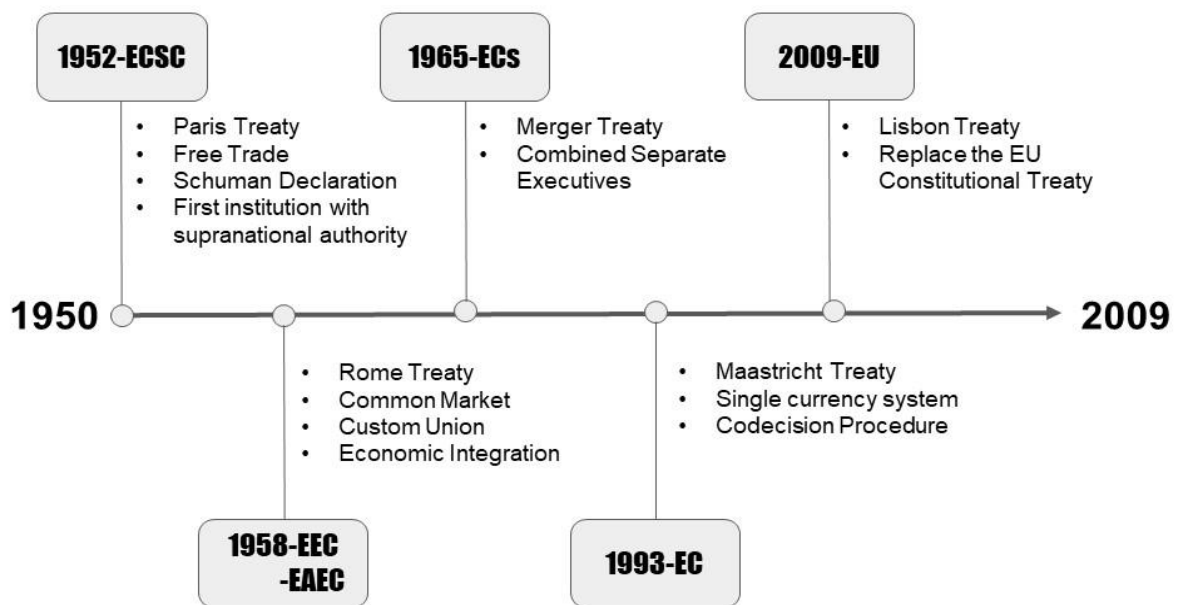 1952-ECSC
1965-ECs
2009-EU
• Paris Treaty
• Free Trade
• Schuman Declaration
• First institution with
supranational authority
• Merger Treaty
• Combined Separate
Executives
• Lisbon Treaty
• Replace the EU
Constitutional Treaty
1950
2009
• Rome Treaty
• Common Market
• Custom Union
• Economic Integration
• Maastricht Treaty
• Single currency system
• Codecision Procedure
1958-EEC
-EAEC
1993-EC